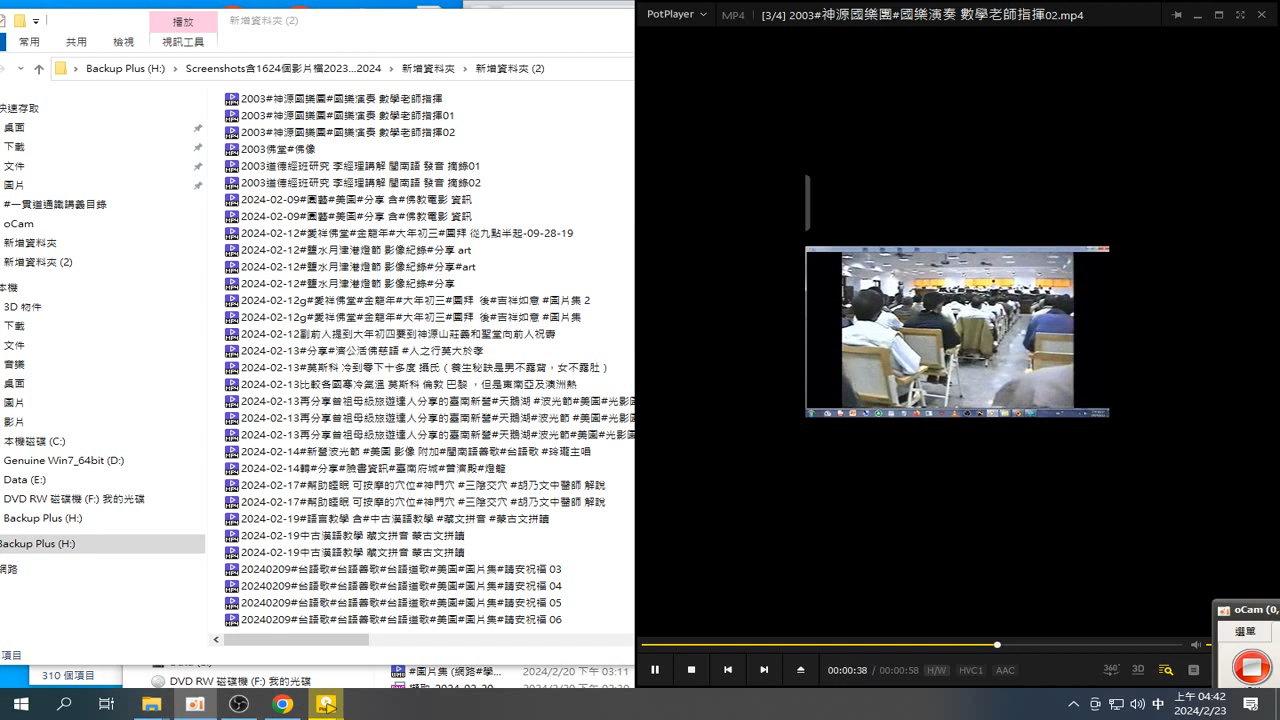 播放
新增資料夾 (2)
常用
共用
檢視
視訊工具
Backup Plus (H:)
Screenshots含1624個影片檔2023...2024
新增資料夾
新增資料夾 (2)
快速存取
桌面
下載
文件
圖片
#一貫道通識講義目錄
oCam
新增資料夾
新增資料夾 (2)
本機
3D 物件
下載
文件
音樂
桌面
圖片
影片
本機磁碟 (C:)
Genuine Win7_64bit (D:)
Data (E:)
DVD RW 磁碟機 (F:) 我的光碟
Backup Plus (H:)
Backup Plus (H:)
網路
項目
2003#神源國樂團#國樂演奏 數學老師指揮
2003#神源國樂團#國樂演奏 數學老師指揮01
2003#神源國樂團#國樂演奏 數學老師指揮02
2003佛堂#佛像
2003道德經班研究 李經理講解 閩南語 發音 摘錄01
2003道德經班研究 李經理講解 閩南語 發音 摘錄02
2024-02-09#園藝#美圖#分享 含#佛教電影 資訊
2024-02-09#園藝#美圖#分享 含#佛教電影 資訊
2024-02-12#愛祥佛堂#金龍年#大年初三#團拜 從九點半起-09-28-19
2024-02-12#鹽水月津港燈節 影像紀錄#分享 art
2024-02-12#鹽水月津港燈節 影像紀錄#分享#art
2024-02-12#鹽水月津港燈節 影像紀錄#分享
2024-02-12g#愛祥佛堂#金龍年#大年初三#團拜 後#吉祥如意 #圖片集 2
2024-02-12g#愛祥佛堂#金龍年#大年初三#團拜 後#吉祥如意 #圖片集
2024-02-12副前人提到大年初四要到神源山莊義和聖堂向前人祝壽
2024-02-13#分享#濟公活佛慈語 #人之行莫大於孝
2024-02-13#莫斯科 冷到零下十多度 攝氏（養生秘訣是男不露背，女不露肚）
2024-02-13比較各國寒冷氣溫 莫斯科 倫敦 巴黎 ，但是東南亞及澳洲熱
2024-02-13再分享曾祖母級旅遊達人分享的臺南新營#天鵝湖 #波光節#美圖#光影
2024-02-13再分享曾祖母級旅遊達人分享的臺南新營#天鵝湖 #波光節#美圖#光影
2024-02-13再分享曾祖母級旅遊達人分享的臺南新營#天鵝湖#波光節#美圖#光影
2024-02-14#新營波光節 #美圖 影像 附加#閩南語善歌#台語歌 #玲瓏主唱
2024-02-14轉#分享#臉書資訊#臺南府城#普濟殿#燈籠
2024-02-17#幫助睡眠 可按摩的穴位#神門穴 #三陰交穴 #胡乃文中醫師 解說
2024-02-17#幫助睡眠 可按摩的穴位#神門穴 #三陰交穴 #胡乃文中醫師 解說
2024-02-19#語言教學 含#中古漢語教學 #藏文拼音 #蒙古文拼讀
2024-02-19中古漢語教學 藏文拼音 蒙古文拼讀
2024-02-19中古漢語教學 藏文拼音 蒙古文拼讀
20240209#台語歌#台語善歌#台語道歌#美圖#圖片集#請安祝福 03
20240209#台語歌#台語善歌#台語道歌#美圖#圖片集#請安祝福 04
20240209#台語歌#台語善歌#台語道歌#美圖#圖片集#請安祝福 05
20240209#台語歌#台語善歌#台語道歌#美圖#圖片集#請安祝福 06
310 個項目
DVD RW 磁碟機 (F:) 我的光碟
#圖片集 (網路#學...
2024/2/20 下午 03:11
PotPlayer
MP4
[3/4] 2003#神源國樂團#國樂演奏 數學老師指揮02.mp4
00:00:38 / 00:00:58
H/W
HVC1
AAC
360°
3D
oCam (0,
選單
中
上午 04:42
2024/2/23